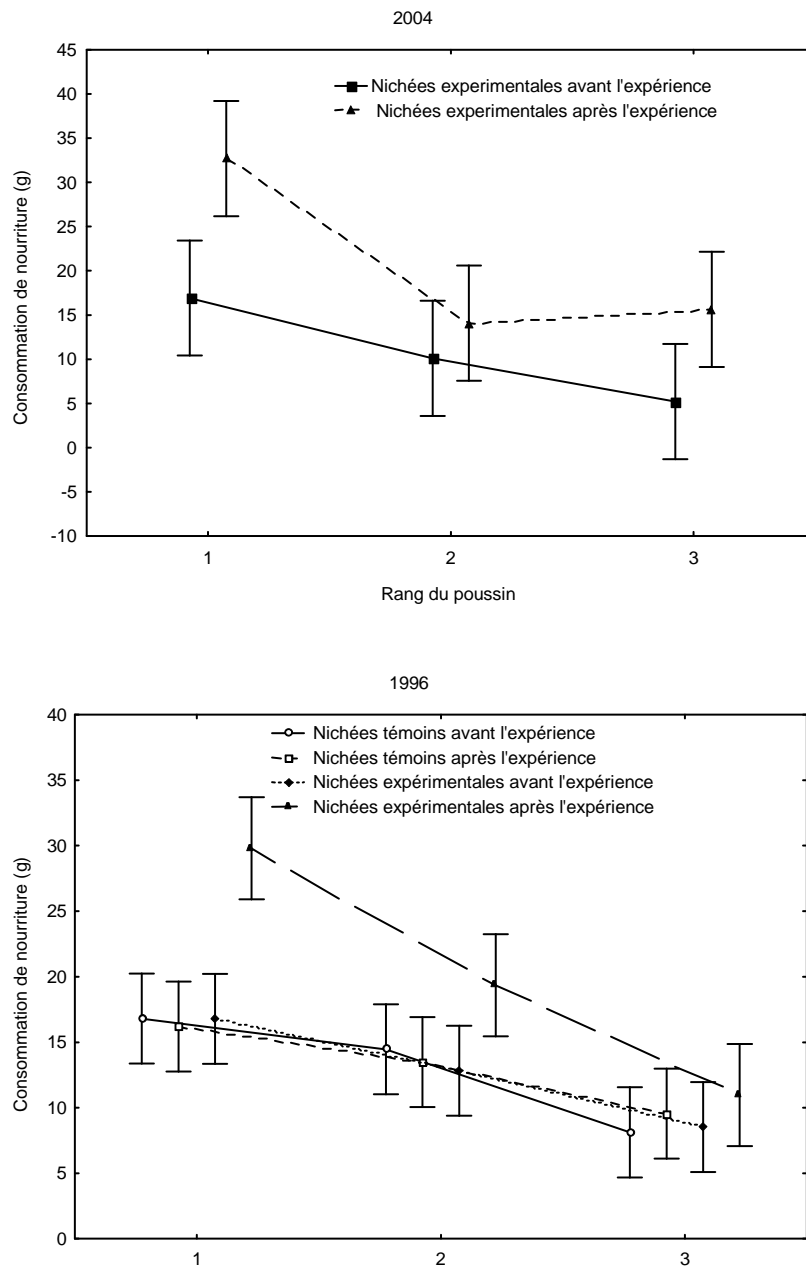 2004
45
40
35
30
25
20
15
10
5
0
-5
-10
Consommation de nourriture (g)
Nichées experimentales avant l'expérience
Nichées experimentales après l'expérience
1 2 3
Rang du poussin
1996
40
35
30
25
20
15
10
5
0
Consommation de nourriture (g)
Nichées témoins avant l'expérience
Nichées témoins après l'expérience
Nichées expérimentales avant l'expérience
Nichées expérimentales après l'expérience
1 2 3